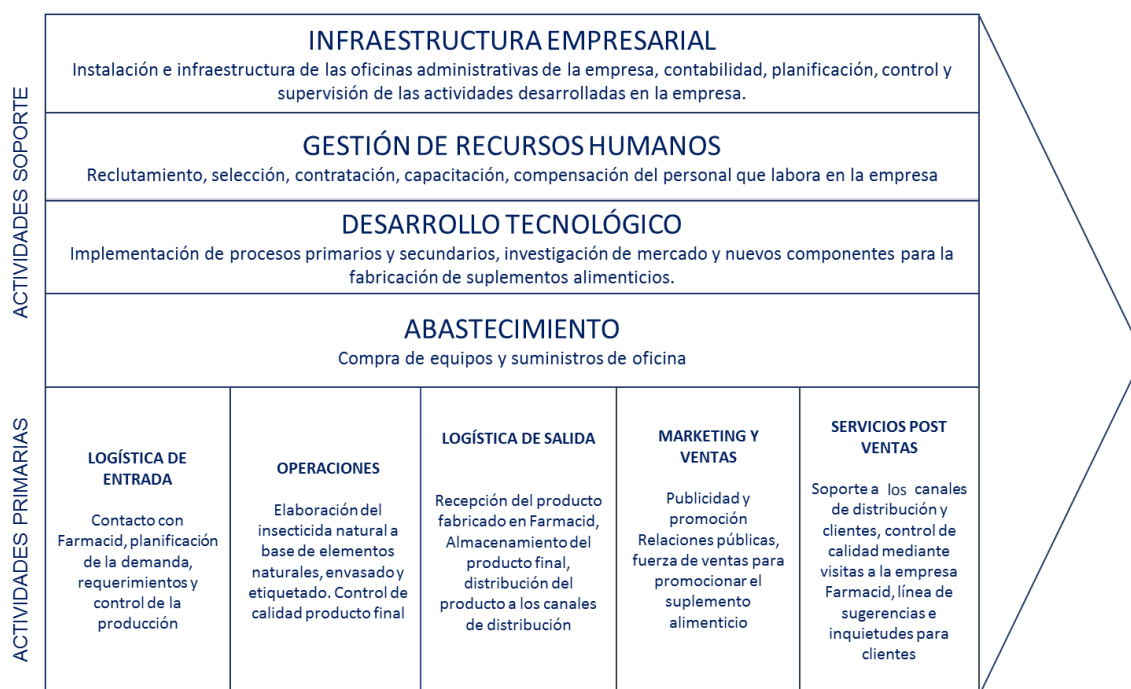 ACTIVIDADES SOPORTE
INFRAESTRUCTURA EMPRESARIAL
Instalación e infraestructura de las oficinas administrativas de la empresa, contabilidad, planificación, control y
supervisión de las actividades desarrolladas en la empresa.
GESTIÓN DE RECURSOS HUMANOS
Reclutamiento, selección, contratación, capacitación, compensación del personal que labora en la empresa
DESARROLLO TECNOLÓGICO
Implementación de procesos primarios y secundarios, investigación de mercado y nuevos componentes para la
fabricación de suplementos alimenticios.
ABASTECIMIENTO
Compra de equipos y suministros de oficina
ACTIVIDADES PRIMARIAS
LOGÍSTICA DE
ENTRADA
Contacto con
Farmacid, planificación
de la demanda,
requerimientos y
control de la
producción
OPERACIONES
Elaboración del
insecticida natural a
base de elementos
naturales, envasado y
etiquetado. Control de
calidad producto final
LOGÍSTICA DE SALIDA
Recepción del producto
fabricado en Farmacid,
Almacenamiento del
producto final,
distribución del
producto a los canales
de distribución
MARKETING Y
VENTAS
Publicidad y
promoción
Relaciones públicas,
fuerza de ventas para
promocionar el
suplemento
alimenticio
SERVICIOS POST
VENTAS
Soporte a los canales
de distribución y
clientes, control de
calidad mediante
visitas a la empresa
Farmacid, línea de
sugerencias e
inquietudes para
clientes